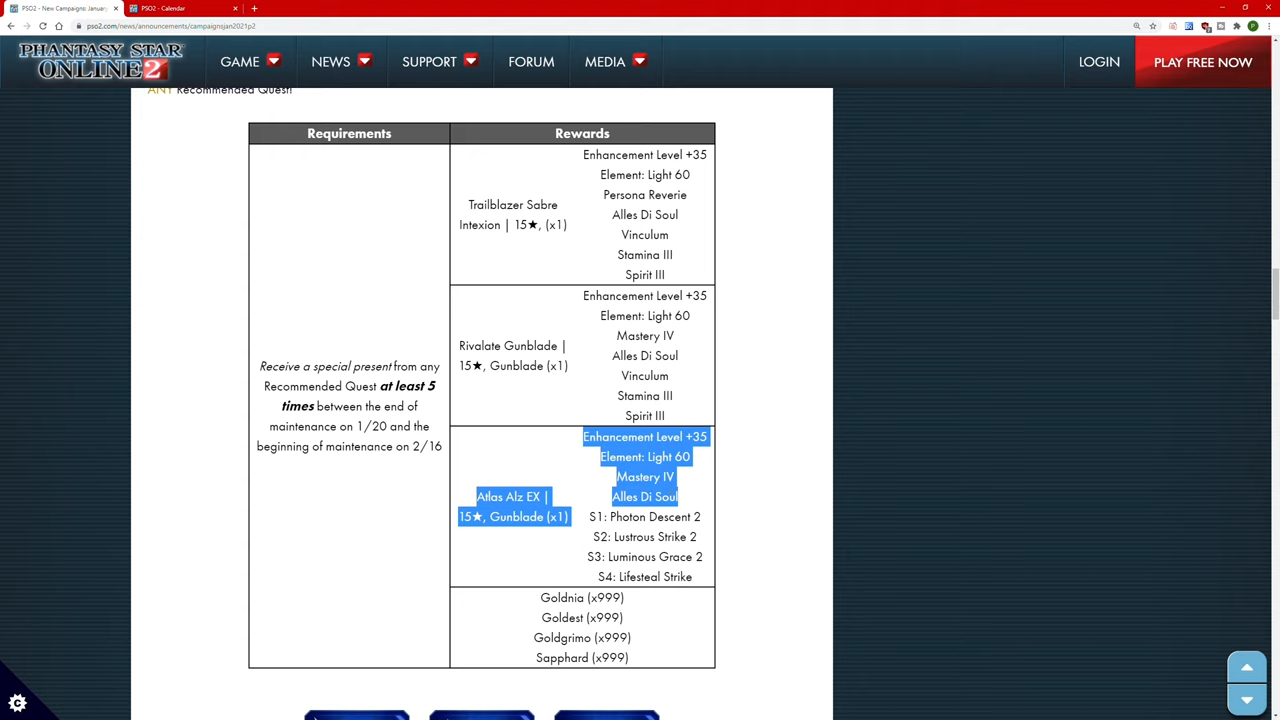 PSO2 - New Campaigns: January
PSO2 - Calendar
pso2.com/news/announcements/campaignsjan2021p2
PHANTASY STAR
ONLINE 2
GAME
NEWS
SUPPORT
FORUM
MEDIA
LOGIN
PLAY FREE NOW
ANY Recommended Quest!
Requirements
Rewards
Receive a special present from any
Recommended Quest at least 5
times between the end of
maintenance on 1/20 and the
beginning of maintenance on 2/16
Trailblazer Sabre
Intexion | 15★, (x1)
Enhancement Level +35
Element: Light 60
Persona Reverie
Alles Di Soul
Vinculum
Stamina III
Spirit III
Rivalate Gunblade |
15★, Gunblade (x1)
Enhancement Level +35
Element: Light 60
Mastery IV
Alles Di Soul
Vinculum
Stamina III
Spirit III
Atlas Alz EX |
15★, Gunblade (x1)
Enhancement Level +35
Element: Light 60
Mastery IV
Alles Di Soul
S1: Photon Descent 2
S2: Lustrous Strike 2
S3: Luminous Grace 2
S4: Lifesteal Strike
Goldnia (x999)
Goldest (x999)
Goldgrimo (x999)
Sapphard (x999)